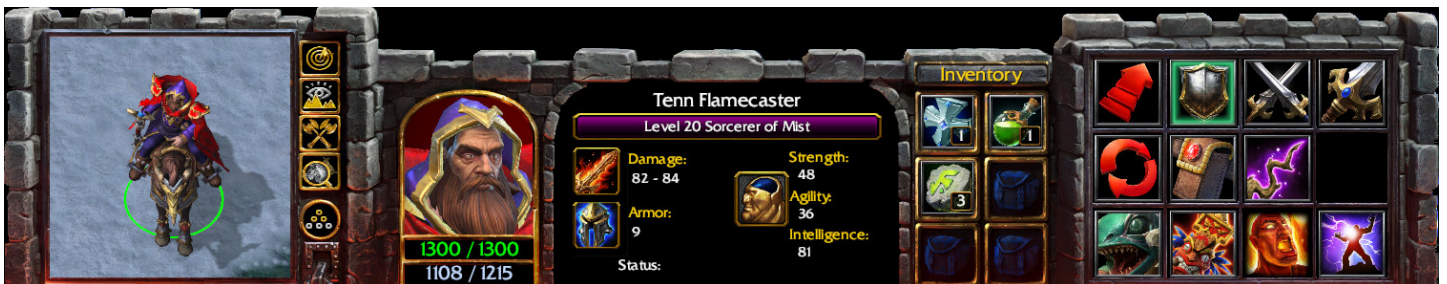 Tenn Flamecaster
Level 20 Sorcerer of Mist
Damage:
82 - 84
Armor:
9
Strength:
48
Agility:
36
Intelligence:
81
Status:
1300 / 1300
1108 / 1215
Inventory
1
1
3